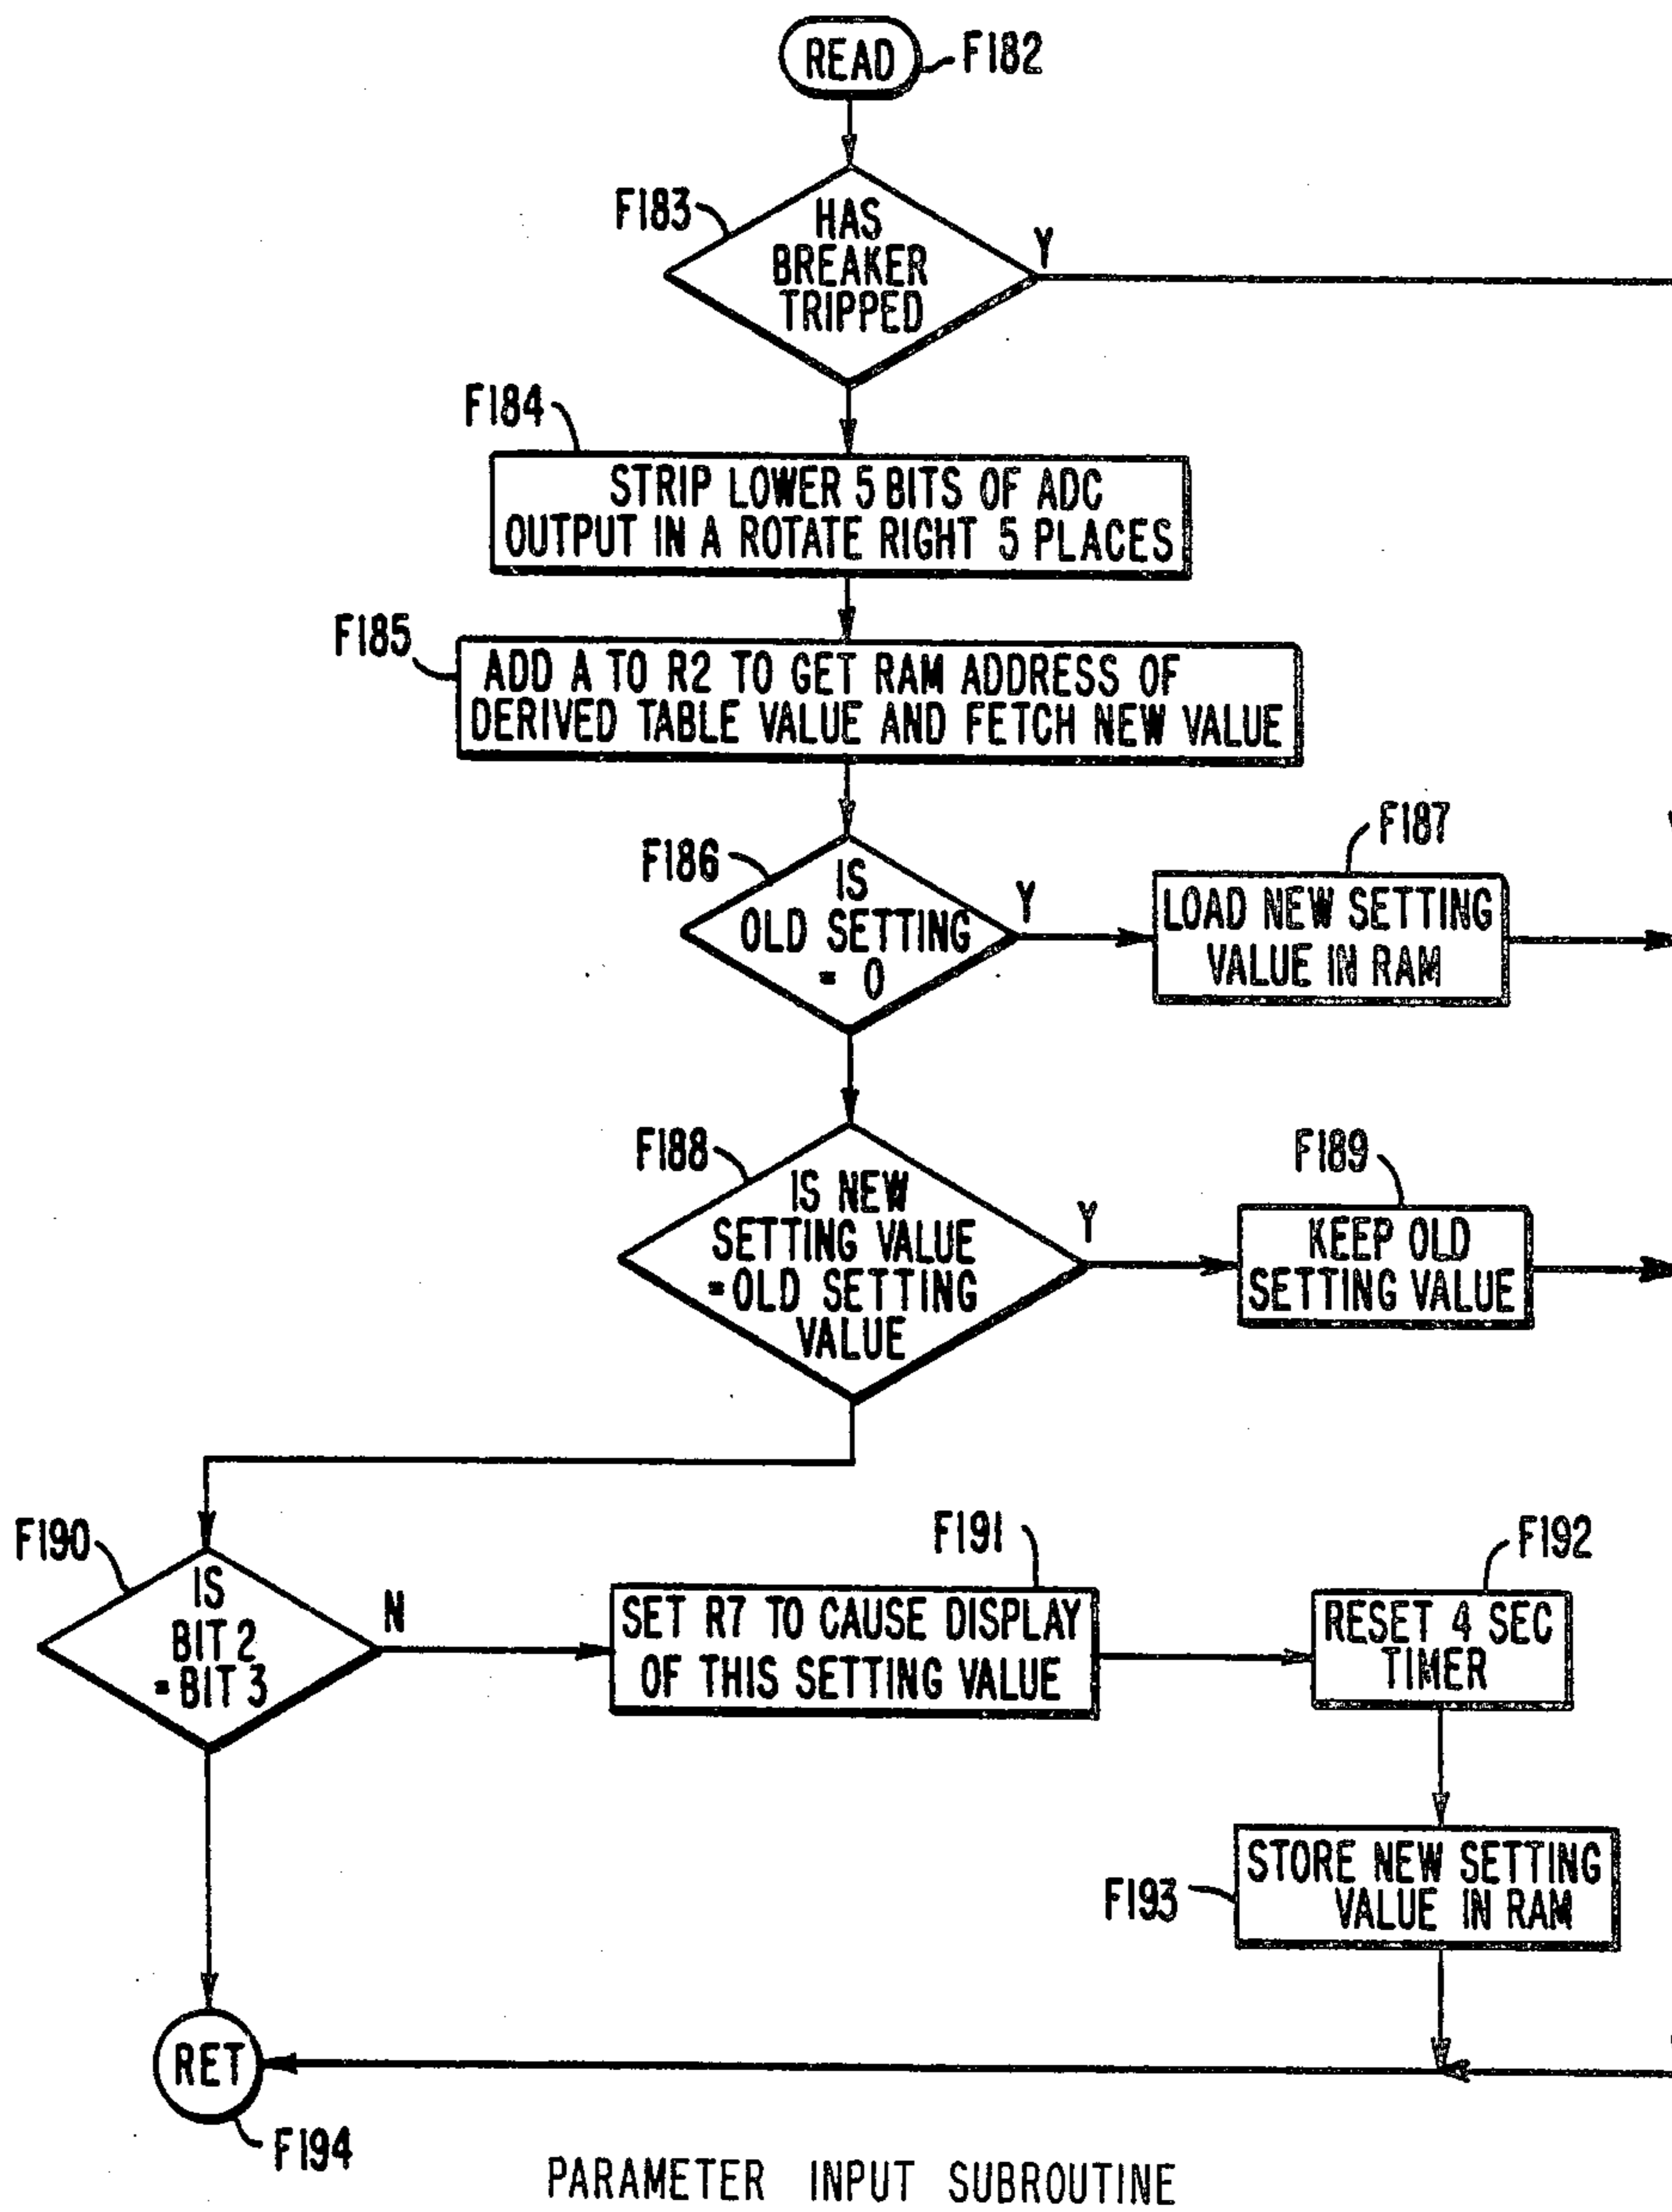 READ
F182
F183
HAS
BREAKER
TRIPPED
Y
F184
STRIP LOWER 5 BITS OF ADC
OUTPUT IN A ROTATE RIGHT 5 PLACES
F185
ADD A TO R2 TO GET RAM ADDRESS OF
DERIVED TABLE VALUE AND FETCH NEW VALUE
F186
IS
OLD SETTING
= 0
Y
F187
LOAD NEW SETTING
VALUE IN RAM
F188
IS NEW
SETTING VALUE
=OLD SETTING
VALUE
Y
F189
KEEP OLD
SETTING VALUE
F190
IS
BIT 2
=BIT 3
N
F191
SET R7 TO CAUSE DISPLAY
OF THIS SETTING VALUE
F192
RESET 4 SEC
TIMER
F193
STORE NEW SETTING
VALUE IN RAM
RET
F194
PARAMETER INPUT SUBROUTINE